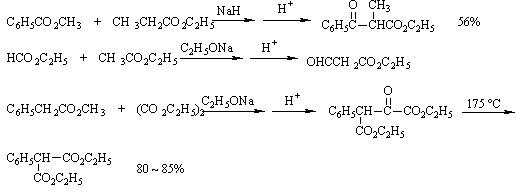 C₆H₅CO₂CH₃ + CH₃CH₂CO₂C₂H₅ NaH H⁺ C₆H₅C(O)–CH(CH₃)CO₂C₂H₅ 56%
HCO₂C₂H₅ + CH₃CO₂C₂H₅ C₂H₅ONa H⁺ OHCCH₂CO₂C₂H₅
C₆H₅CH₂CO₂CH₃ + (CO₂C₂H₅)₂ C₂H₅ONa H⁺ O
C₆H₅CH–C–CO₂C₂H₅ 175 ℃
CO₂C₂H₅
C₆H₅CH–CO₂C₂H₅
CO₂C₂H₅ 80~85%